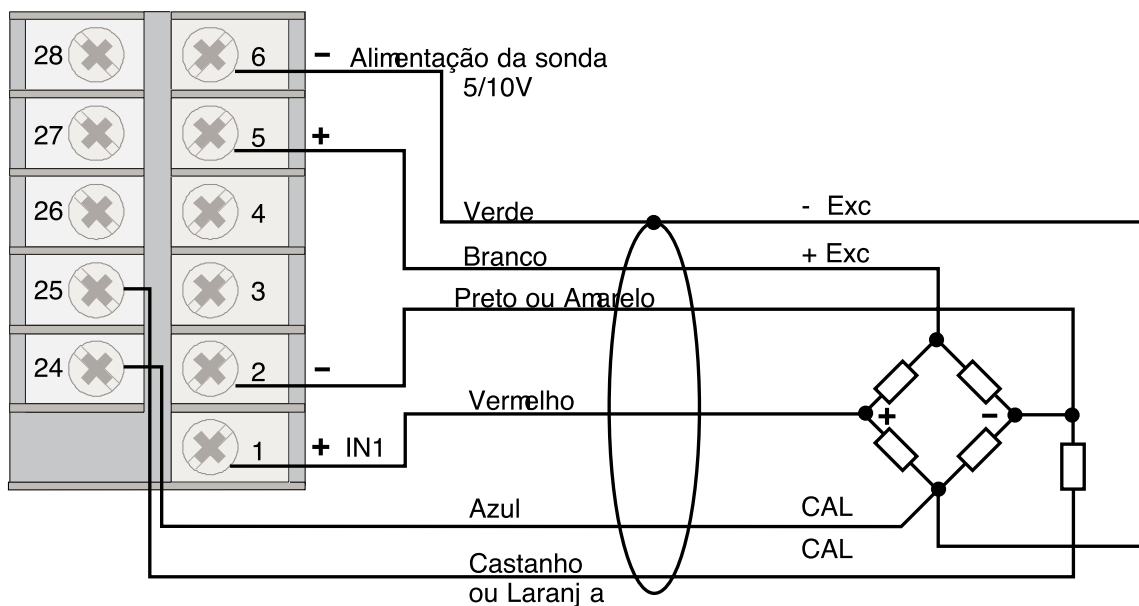 28
6
-
Alimentação da sonda
5/10V
27
5
+
26
4
Verde
- Exc
Branco
+ Exc
25
3
Preto ou Amarelo
24
2
-
Vermelho
+
-
1
+ IN1
Azul
CAL
CAL
Castanho
ou Laranj a